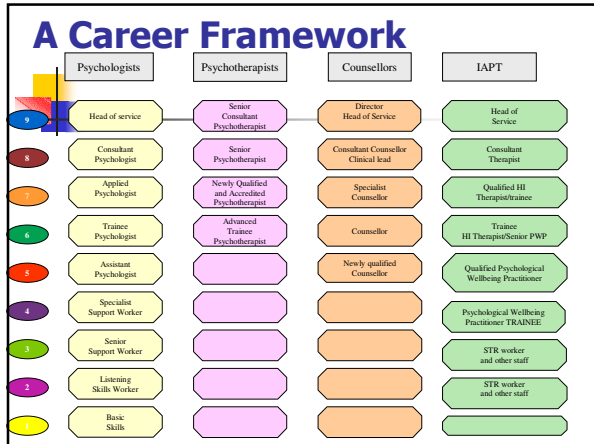 A Career Framework
Psychologists
Psychotherapists
Counsellors
IAPT
9
Head of service
Senior
Consultant
Psychotherapist
Director
Head of Service
Head of
Service
8
Consultant
Psychologist
Senior
Psychotherapist
Consultant Counsellor
Clinical lead
Consultant
Therapist
7
Applied
Psychologist
Newly Qualified
and Accredited
Psychotherapist
Specialist
Counsellor
Qualified HI
Therapist/trainee
6
Trainee
Psychologist
Advanced
Trainee
Psychotherapist
Counsellor
Trainee
HI Therapist/Senior PWP
5
Assistant
Psychologist
Newly qualified
Counsellor
Qualified Psychological
Wellbeing Practitioner
4
Specialist
Support Worker
Psychological Wellbeing
Practitioner TRAINEE
3
Senior
Support Worker
STR worker
and other staff
2
Listening
Skills Worker
STR worker
and other staff
1
Basic
Skills